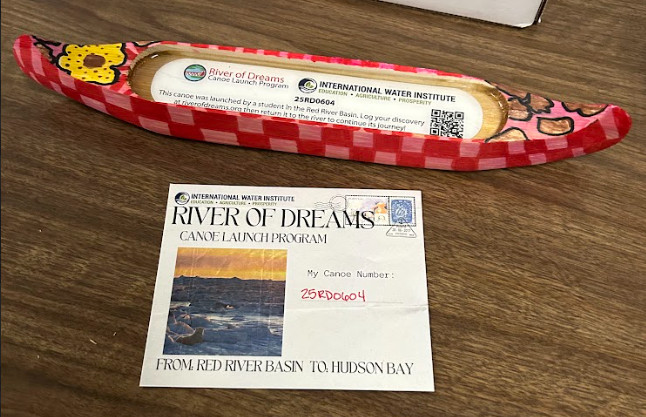 River of Dreams
Canoe Launch Program
INTERNATIONAL WATER INSTITUTE
EDUCATION • AGRICULTURE • PROSPERITY
25RD0604
This canoe was launched by a student in the Red River Basin. Log your discovery
at riverofdreams.org then return it to the river to continue its journey!
INTERNATIONAL WATER INSTITUTE
EDUCATION • AGRICULTURE • PROSPERITY
RIVER OF DREAMS
CANOE LAUNCH PROGRAM
My Canoe Number:
25RD0604
FROM: RED RIVER BASIN TO: HUDSON BAY